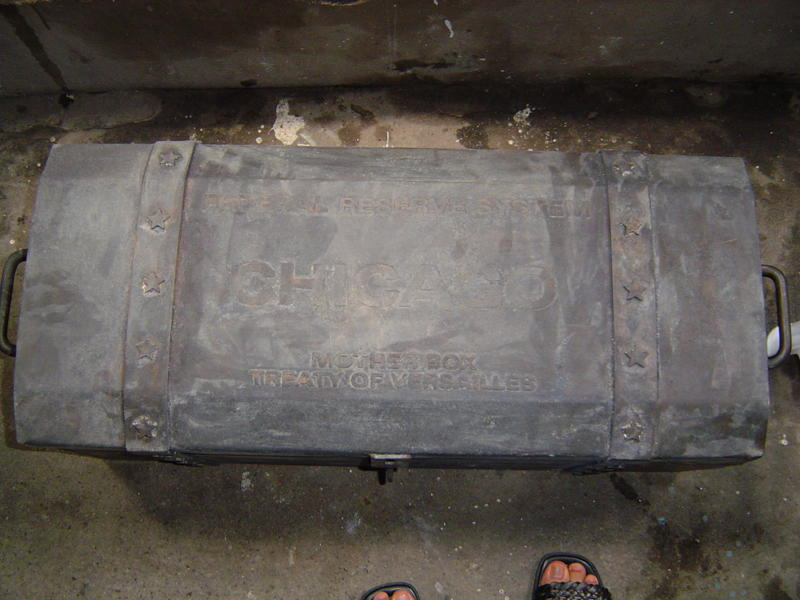 FEDERAL RESERVE SYSTEM
CHICAGO
MOTHER BOX
TREATY OF VERSAILLES